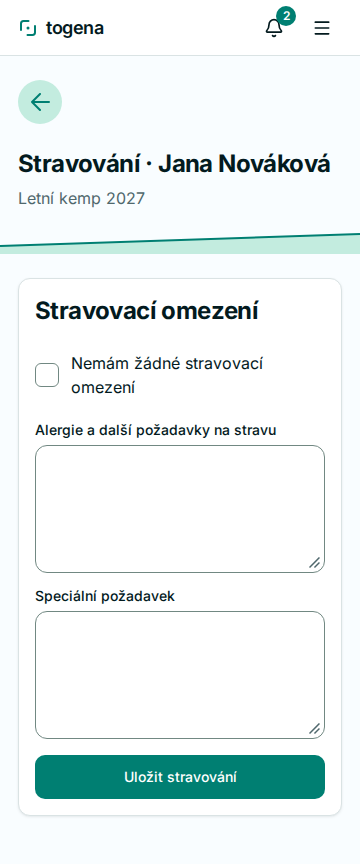 togena
2
Stravování · Jana Nováková
Letní kemp 2027
Stravovací omezení
Nemám žádné stravovací
omezení
Alergie a další požadavky na stravu
Speciální požadavek
Uložit stravování